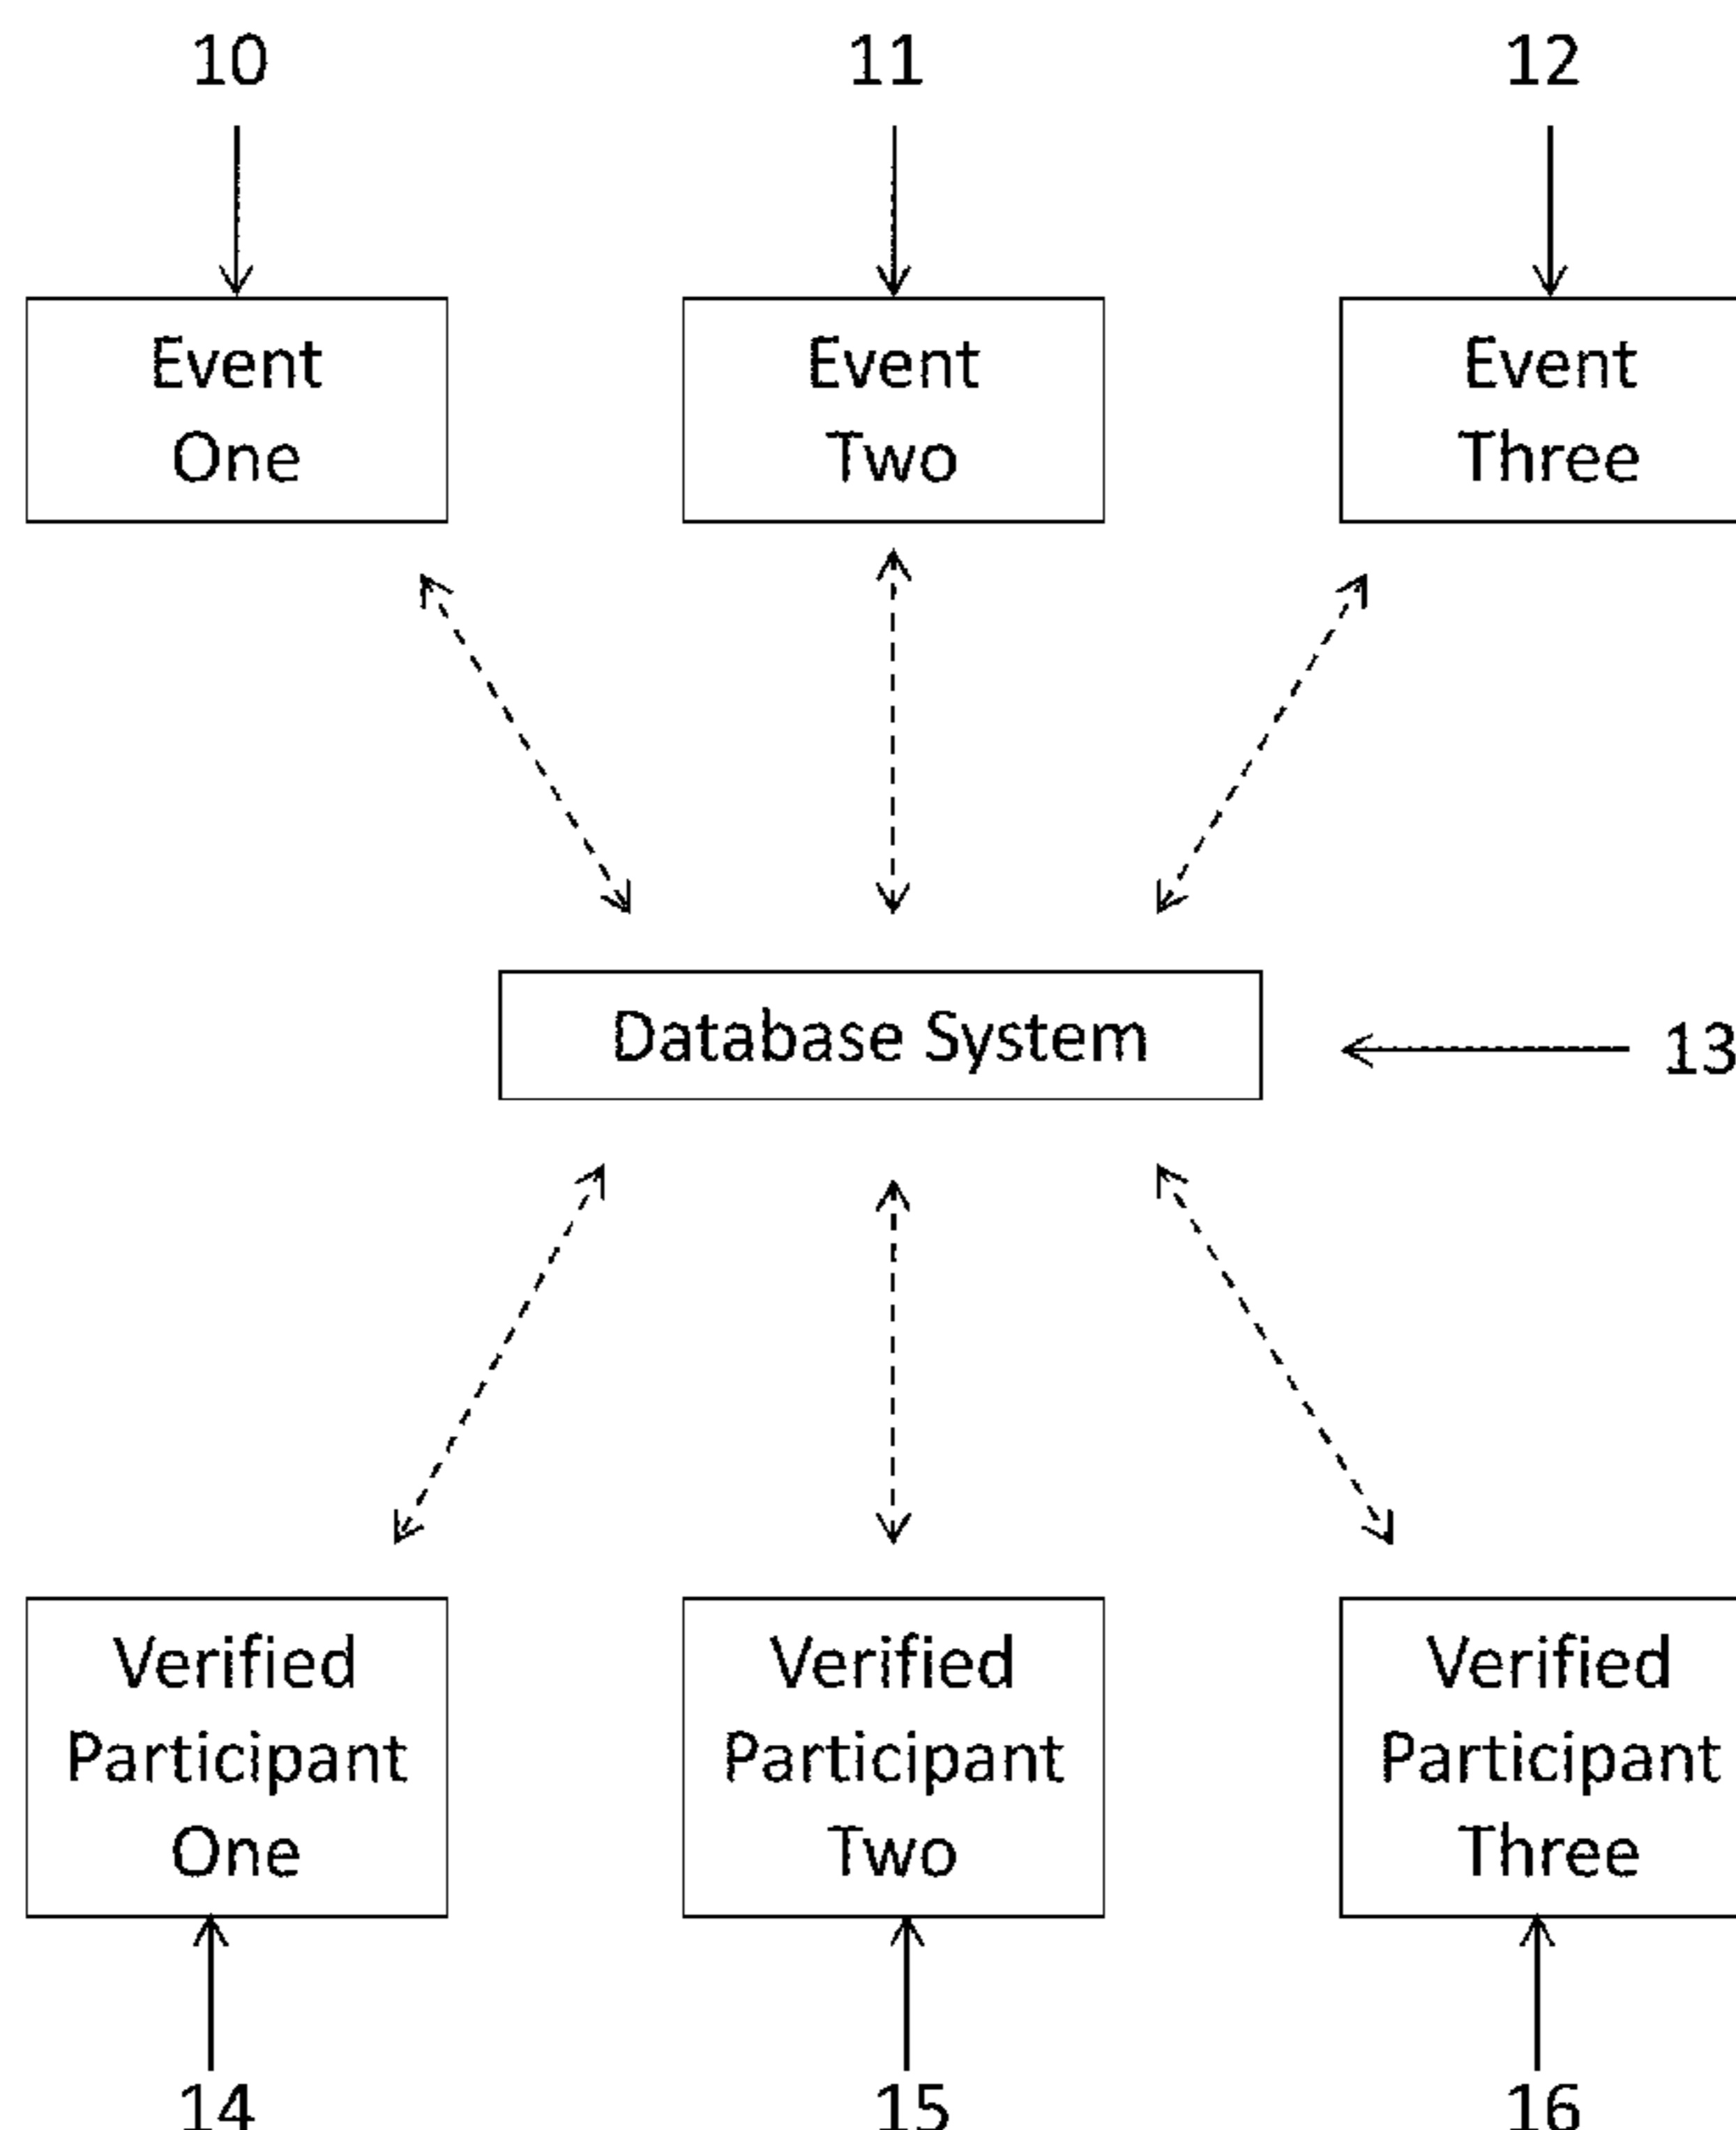 10
11
12
Event
One
Event
Two
Event
Three
Database System
13
Verified
Participant
One
Verified
Participant
Two
Verified
Participant
Three
14
15
16